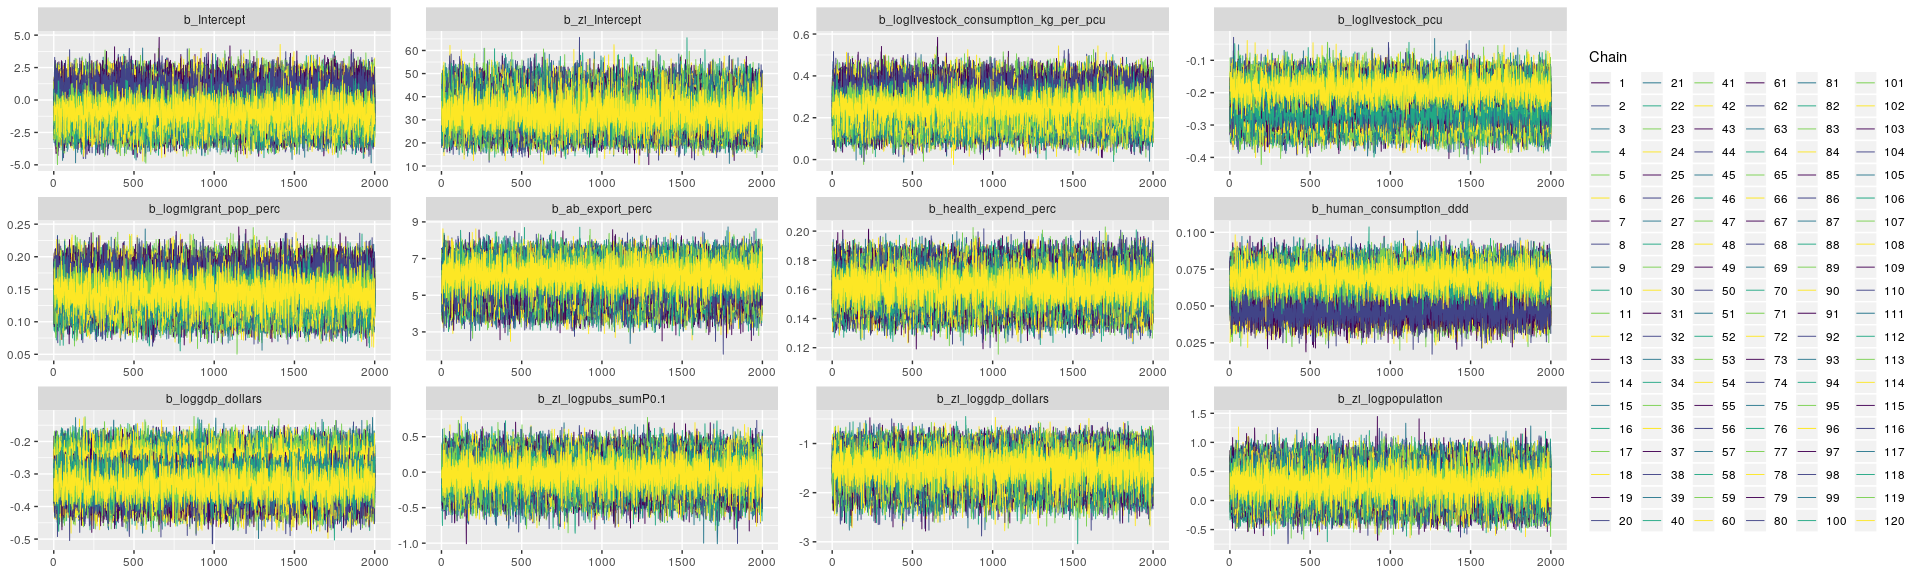 b_Intercept
5.0
2.5
0.0
-2.5
-5.0
0 500 1000 1500 2000
b_zi_Intercept
60
50
40
30
20
10
0 500 1000 1500 2000
b_loglivestock_consumption_kg_per_pcu
0.6
0.4
0.2
0.0
0 500 1000 1500 2000
b_loglivestock_pcu
-0.1
-0.2
-0.3
-0.4
0 500 1000 1500 2000
b_logmigrant_pop_perc
0.25
0.20
0.15
0.10
0.05
0 500 1000 1500 2000
b_ab_export_perc
9
7
5
3
0 500 1000 1500 2000
b_health_expend_perc
0.20
0.18
0.16
0.14
0.12
0 500 1000 1500 2000
b_human_consumption_ddd
0.100
0.075
0.050
0.025
0 500 1000 1500 2000
b_loggdp_dollars
-0.2
-0.3
-0.4
-0.5
0 500 1000 1500 2000
b_zi_logpubs_sumP0.1
0.5
0.0
-0.5
-1.0
0 500 1000 1500 2000
b_zi_loggdp_dollars
-1
-2
-3
0 500 1000 1500 2000
b_zi_logpopulation
1.5
1.0
0.5
0.0
-0.5
0 500 1000 1500 2000
Chain
1 21 41 61 81 101
2 22 42 62 82 102
3 23 43 63 83 103
4 24 44 64 84 104
5 25 45 65 85 105
6 26 46 66 86 106
7 27 47 67 87 107
8 28 48 68 88 108
9 29 49 69 89 109
10 30 50 70 90 110
11 31 51 71 91 111
12 32 52 72 92 112
13 33 53 73 93 113
14 34 54 74 94 114
15 35 55 75 95 115
16 36 56 76 96 116
17 37 57 77 97 117
18 38 58 78 98 118
19 39 59 79 99 119
20 40 60 80 100 120